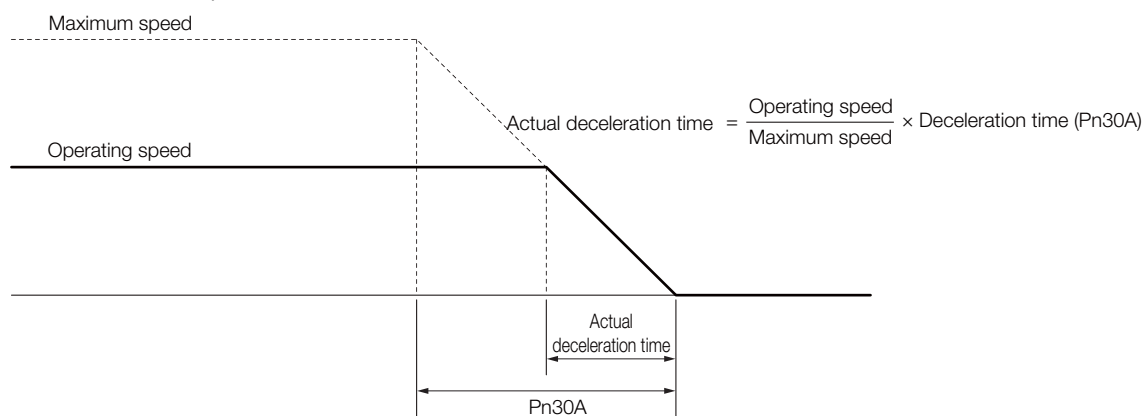 Maximum speed
Actual deceleration time = Operating speed / Maximum speed × Deceleration time (Pn30A)
Operating speed
Actual
deceleration time
Pn30A